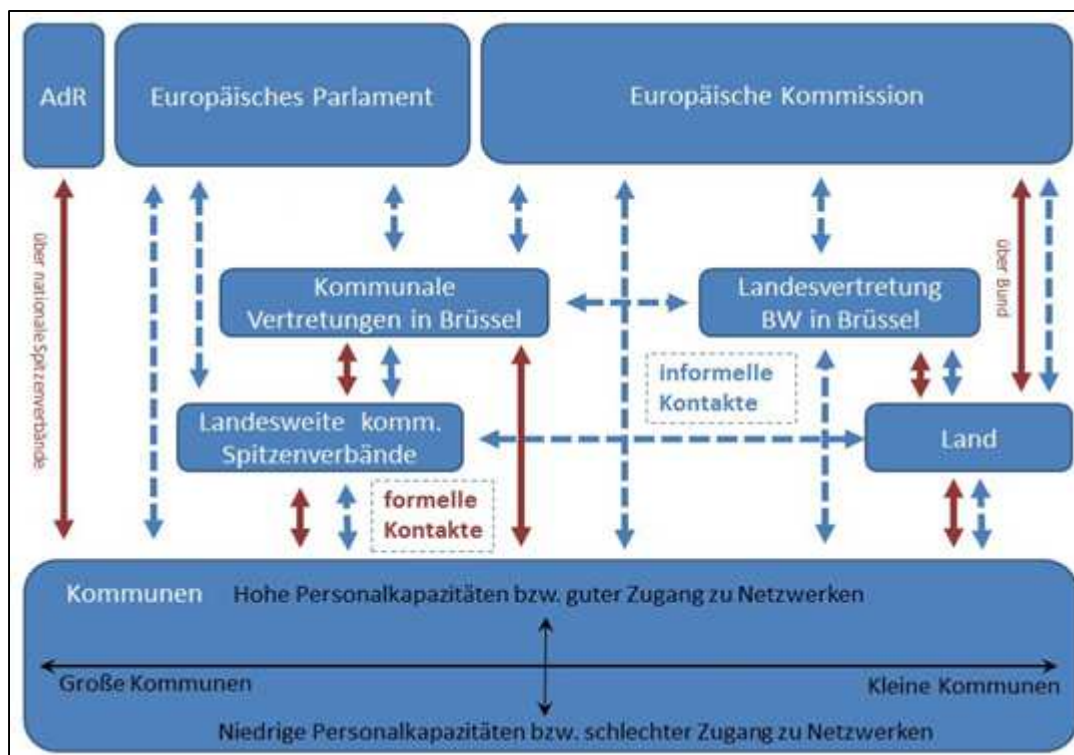 AdR
Europäisches Parlament
Europäische Kommission
über nationale Spitzenverbände
über Bund
Kommunale
Vertretungen in Brüssel
Landesvertretung
BW in Brüssel
informelle
Kontakte
Landesweite komm.
Spitzenverbände
Land
formelle
Kontakte
Kommunen
Hohe Personalkapazitäten bzw. guter Zugang zu Netzwerken
Große Kommunen
Kleine Kommunen
Niedrige Personalkapazitäten bzw. schlechter Zugang zu Netzwerken